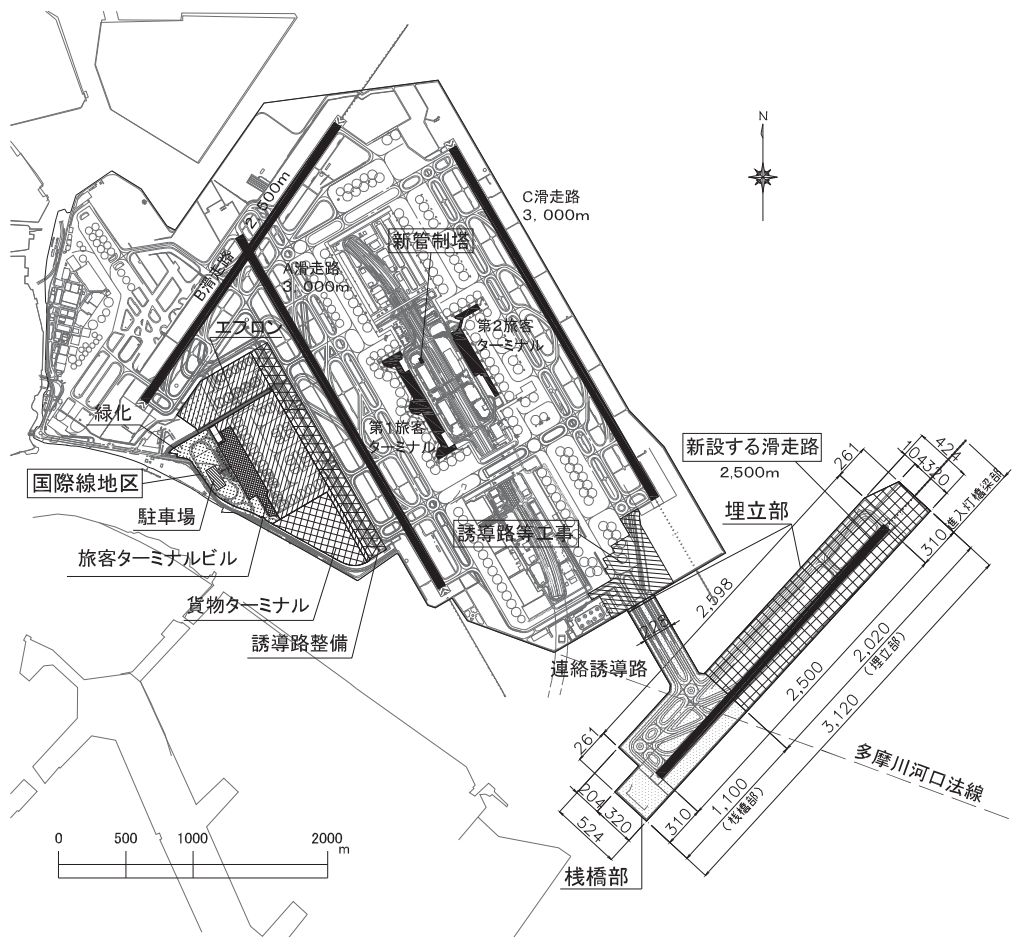 N
C滑走路
3,000m
2,500m
B滑走路
新管制塔
A滑走路
3,000m
第2旅客
ターミナル
エプロン
緑化
第1旅客
ターミナル
国際線地区
駐車場
旅客ターミナルビル
貨物ターミナル
誘導路整備
誘導路等工事
新設する滑走路
2,500m
埋立部
261
424
104
320
進入灯橋梁部
310
2,598
728
連絡誘導路
2,020
(埋立部)
2,500
3,120
多摩川河口法線
261
204
320
524
310
1,100
(桟橋部)
桟橋部
0 500 1000 2000
m